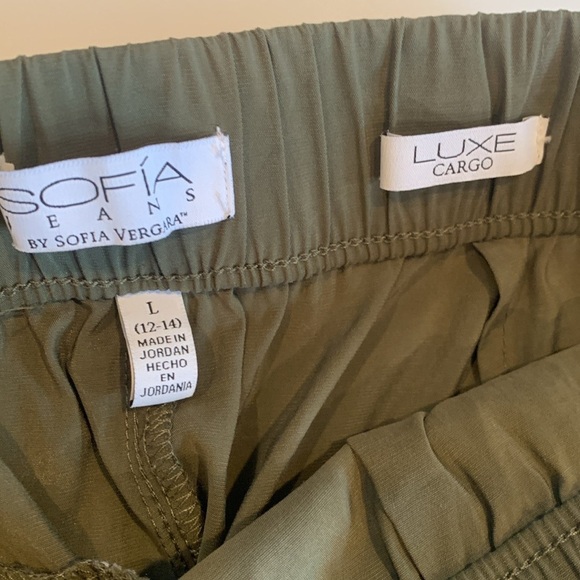 SOFÍA
JEANS
BY SOFIA VERGARA™
LUXE
CARGO
L
(12-14)
MADE IN
JORDAN
HECHO
EN
JORDANIA